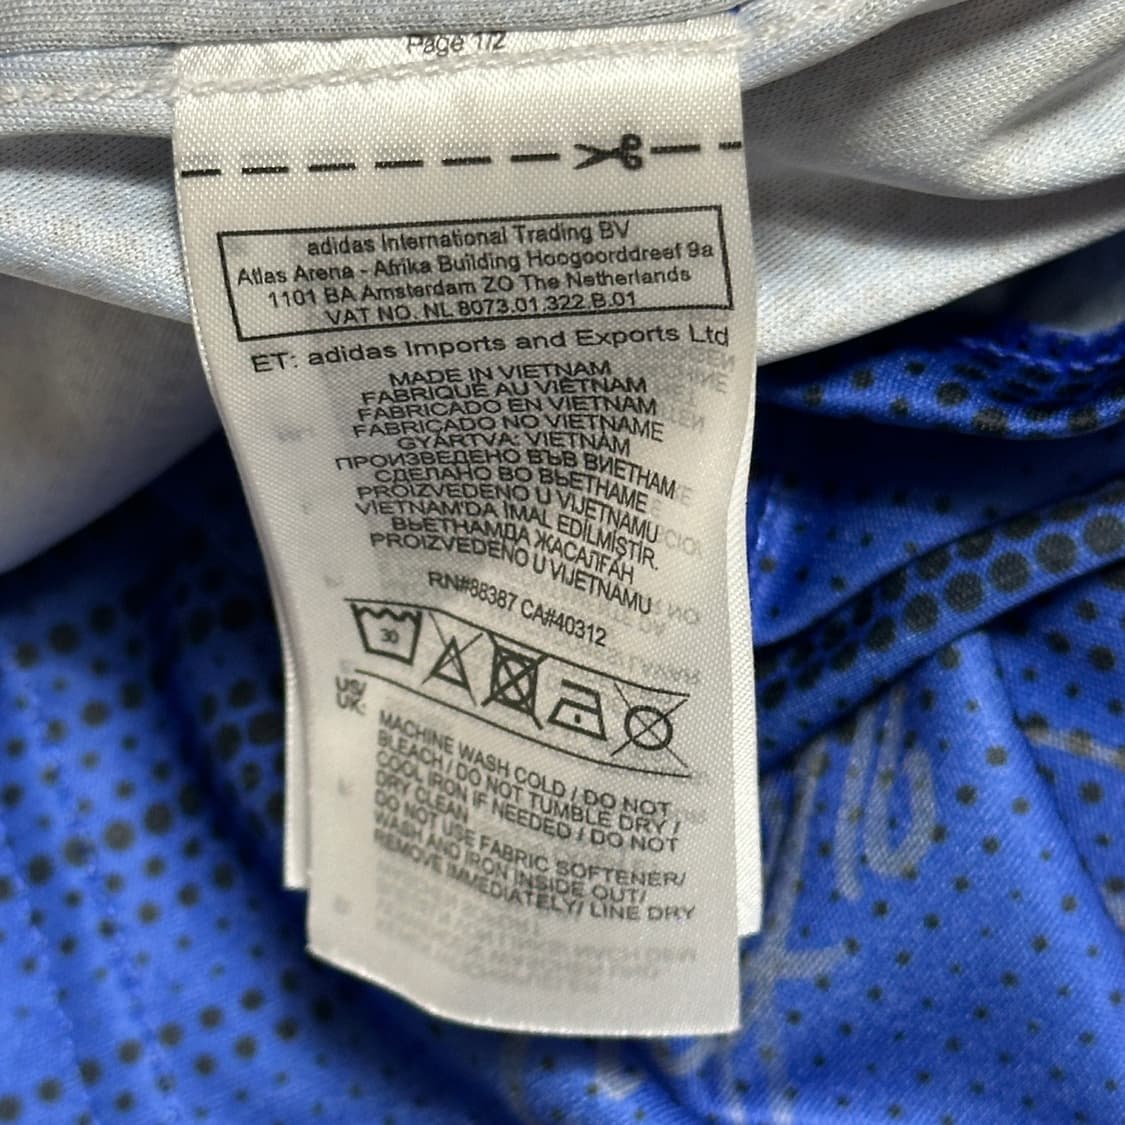 Page 1/2
adidas International Trading BV
Atlas Arena - Afrika Building Hoogoorddreef 9a
1101 BA Amsterdam ZO The Netherlands
VAT NO. NL 8073.01.322.B.01
ET: adidas Imports and Exports Ltd
MADE IN VIETNAM
FABRIQUÉ AU VIÊTNAM
FABRICADO EN VIETNAM
FABRICADO NO VIETNAME
GYÁRTVA: VIETNÁM
ПРОИЗВЕДЕНО ВЪВ ВИЕТНАМ
СДЕЛАНО ВО ВЬЕТНАМЕ
PROIZVEDENO U VIJETNAMU
VIETNAM'DA İMAL EDİLMİŞTİR.
ВЬЕТНАМДА ЖАСАЛҒАН
PROIZVEDENO U VIJETNAMU
RN#88387 CA#40312
30
US/
UK:
MACHINE WASH COLD / DO NOT
BLEACH / DO NOT TUMBLE DRY /
COOL IRON IF NEEDED / DO NOT
DRY CLEAN
DO NOT USE FABRIC SOFTENER/
WASH AND IRON INSIDE OUT/
REMOVE IMMEDIATELY/ LINE DRY